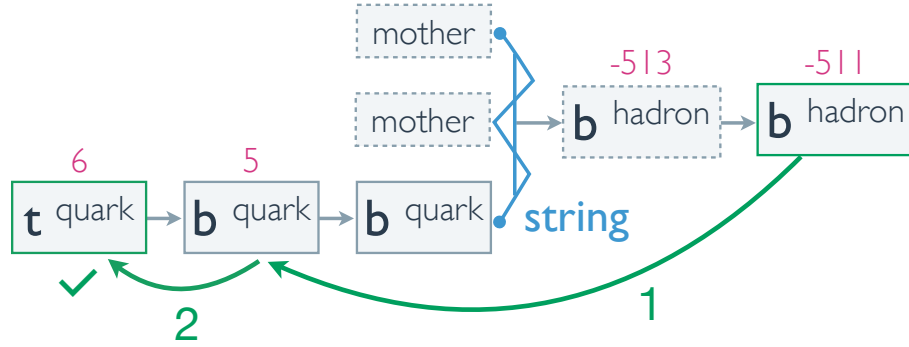 mother
-513
-511
mother
b hadron
b hadron
6
5
t quark
b quark
b quark
string
2
1